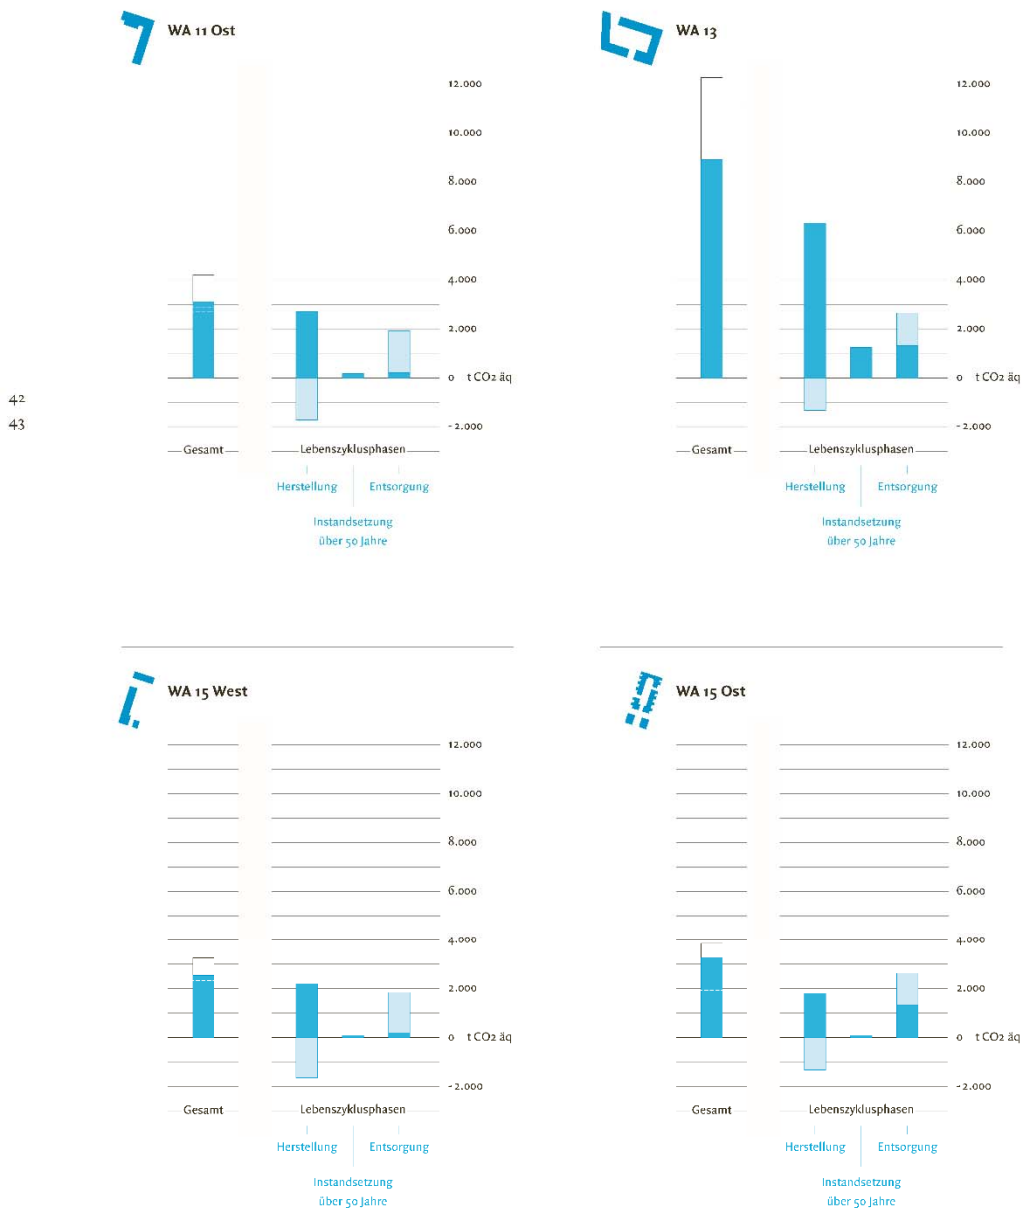 WA 11 Ost
12.000
10.000
8.000
6.000
4.000
2.000
0 t CO2 äq
- 2.000
Gesamt
Lebenszyklusphasen
Herstellung
Entsorgung
Instandsetzung
über 50 Jahre
WA 13
12.000
10.000
8.000
6.000
4.000
2.000
0 t CO2 äq
- 2.000
Gesamt
Lebenszyklusphasen
Herstellung
Entsorgung
Instandsetzung
über 50 Jahre
42
43
WA 15 West
12.000
10.000
8.000
6.000
4.000
2.000
0 t CO2 äq
- 2.000
Gesamt
Lebenszyklusphasen
Herstellung
Entsorgung
Instandsetzung
über 50 Jahre
WA 15 Ost
12.000
10.000
8.000
6.000
4.000
2.000
0 t CO2 äq
- 2.000
Gesamt
Lebenszyklusphasen
Herstellung
Entsorgung
Instandsetzung
über 50 Jahre